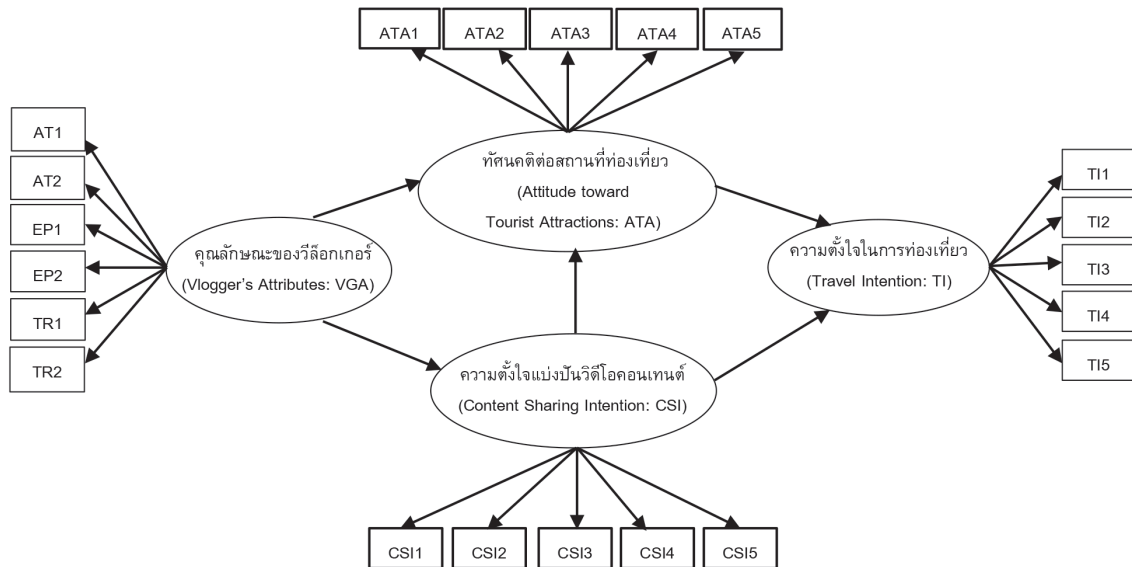 ATA1
ATA2
ATA3
ATA4
ATA5
AT1
AT2
EP1
EP2
TR1
TR2
ทัศนคติต่อสถานที่ท่องเที่ยว
(Attitude toward
Tourist Attractions: ATA)
คุณลักษณะของวีล็อกเกอร์
(Vlogger's Attributes: VGA)
ความตั้งใจในการท่องเที่ยว
(Travel Intention: TI)
ความตั้งใจแบ่งปันวิดีโอคอนเทนต์
(Content Sharing Intention: CSI)
TI1
TI2
TI3
TI4
TI5
CSI1
CSI2
CSI3
CSI4
CSI5